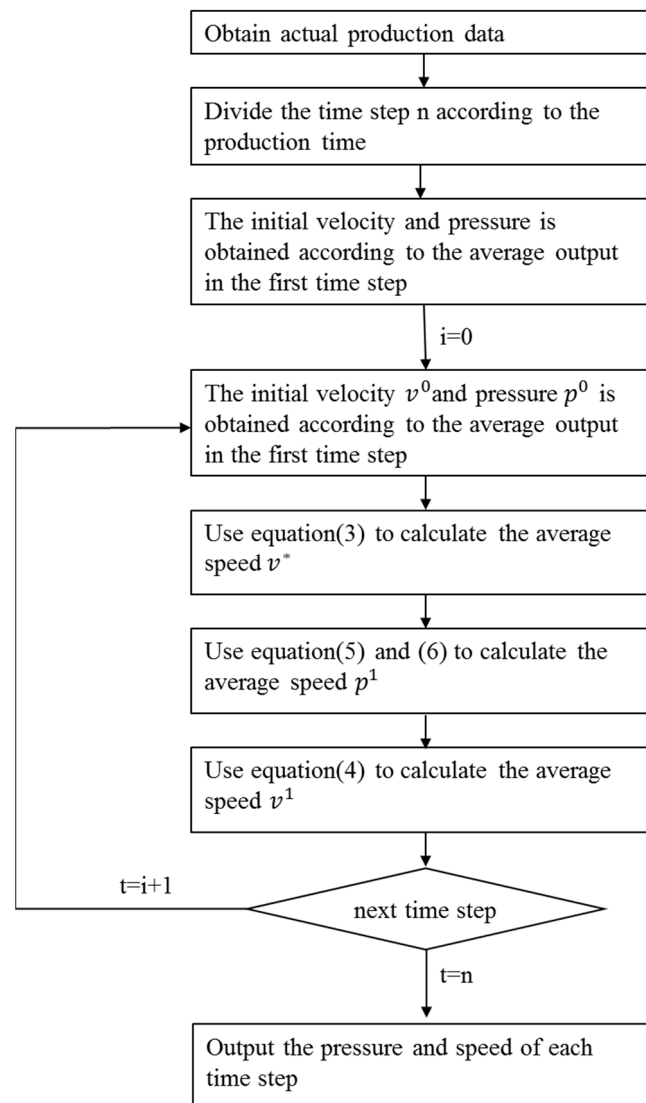 Obtain actual production data
Divide the time step n according to the
production time
The initial velocity and pressure is
obtained according to the average output
in the first time step
i=0
The initial velocity v⁰and pressure p⁰ is
obtained according to the average output
in the first time step
Use equation(3) to calculate the average
speed v*
Use equation(5) and (6) to calculate the
average speed p¹
Use equation(4) to calculate the average
speed v¹
t=i+1
next time step
t=n
Output the pressure and speed of each
time step